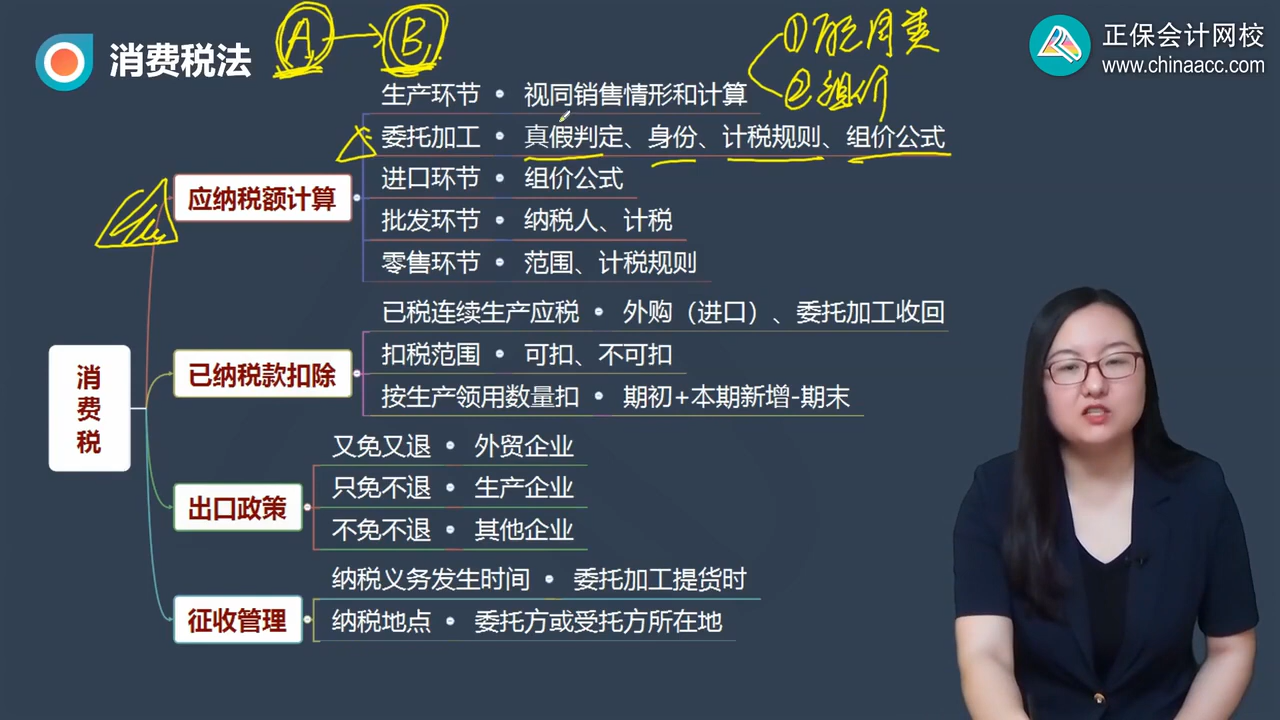 消费税法
A→B
①同类
②组价
正保会计网校
www.chinaacc.com
消费税
应纳税额计算
生产环节 • 视同销售情形和计算
委托加工 • 真假判定、身份、计税规则、组价公式
进口环节 • 组价公式
批发环节 • 纳税人、计税
零售环节 • 范围、计税规则
已纳税款扣除
已税连续生产应税 • 外购（进口）、委托加工收回
扣税范围 • 可扣、不可扣
按生产领用数量扣 • 期初+本期新增-期末
出口政策
又免又退 • 外贸企业
只免不退 • 生产企业
不免不退 • 其他企业
征收管理
纳税义务发生时间 • 委托加工提货时
纳税地点 • 委托方或受托方所在地